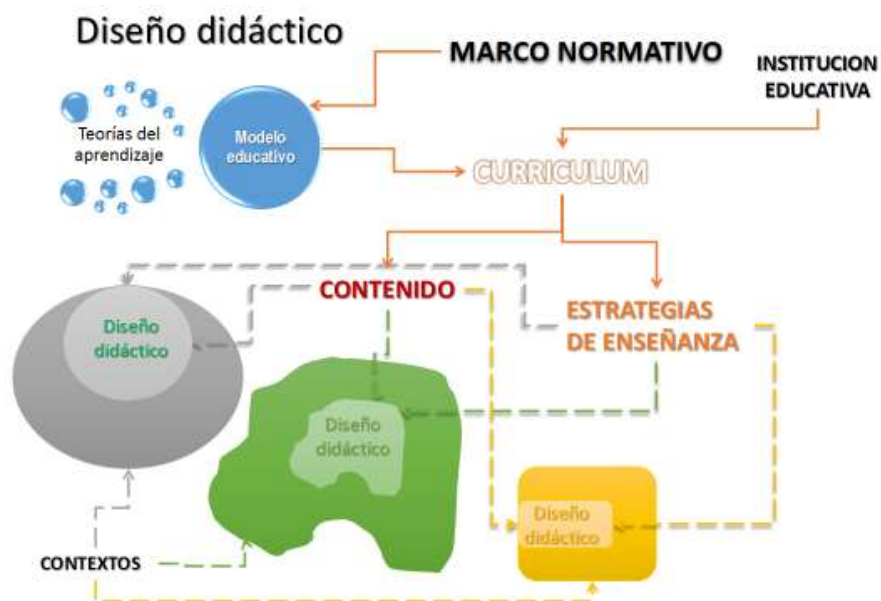 Diseño didáctico
MARCO NORMATIVO
INSTITUCION
EDUCATIVA
Teorías del
aprendizaje
Modelo
educativo
CURRICULUM
CONTENIDO
ESTRATEGIAS
DE ENSEÑANZA
Diseño
didáctico
Diseño
didáctico
Diseño
didáctico
CONTEXTOS